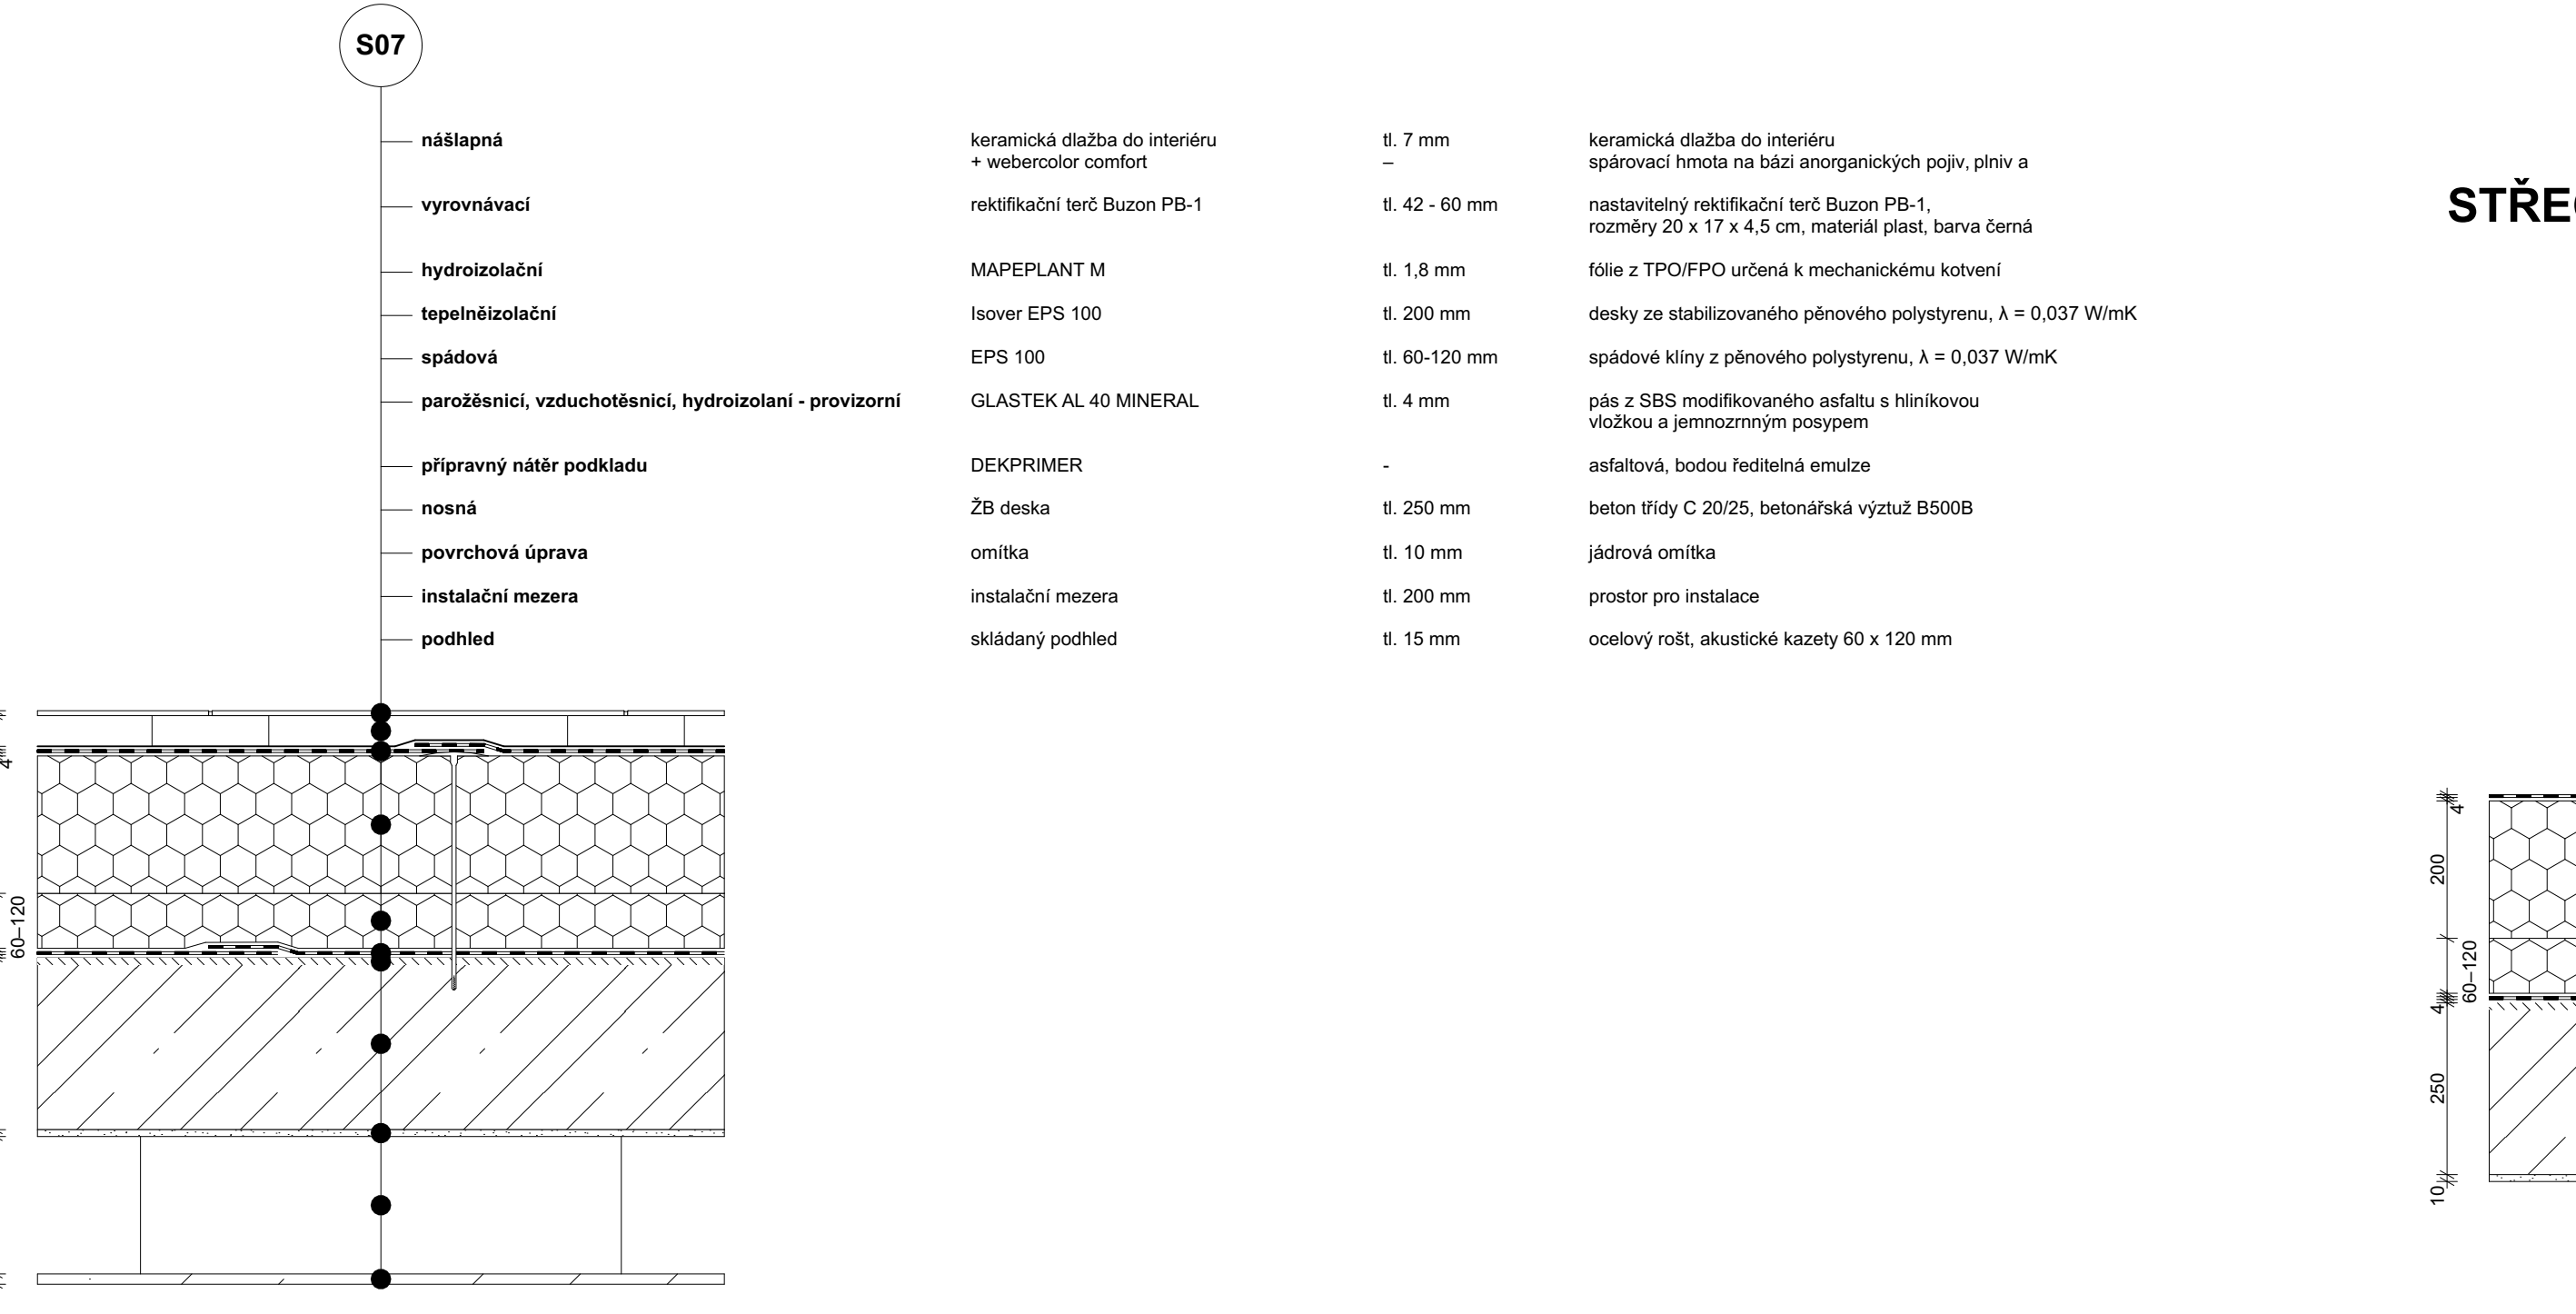 S07
nášlapná keramická dlažba do interiéru tl. 7 mm keramická dlažba do interiéru
+ webercolor comfort – spárovací hmota na bázi anorganických pojiv, plniv a
vyrovnávací rektifikační terč Buzon PB-1 tl. 42 - 60 mm nastavitelný rektifikační terč Buzon PB-1,
rozměry 20 x 17 x 4,5 cm, materiál plast, barva černá
hydroizolační MAPEPLANT M tl. 1,8 mm fólie z TPO/FPO určená k mechanickému kotvení
tepelněizolační Isover EPS 100 tl. 200 mm desky ze stabilizovaného pěnového polystyrenu, λ = 0,037 W/mK
spádová EPS 100 tl. 60-120 mm spádové klíny z pěnového polystyrenu, λ = 0,037 W/mK
parožěsnicí, vzduchotěsnicí, hydroizolaní - provizorní GLASTEK AL 40 MINERAL tl. 4 mm pás z SBS modifikovaného asfaltu s hliníkovou
vložkou a jemnozrnným posypem
přípravný nátěr podkladu DEKPRIMER - asfaltová, bodou ředitelná emulze
nosná ŽB deska tl. 250 mm beton třídy C 20/25, betonářská výztuž B500B
povrchová úprava omítka tl. 10 mm jádrová omítka
instalační mezera instalační mezera tl. 200 mm prostor pro instalace
podhled skládaný podhled tl. 15 mm ocelový rošt, akustické kazety 60 x 120 mm
4
60–120
STŘE
4
200
60–120
4
250
10